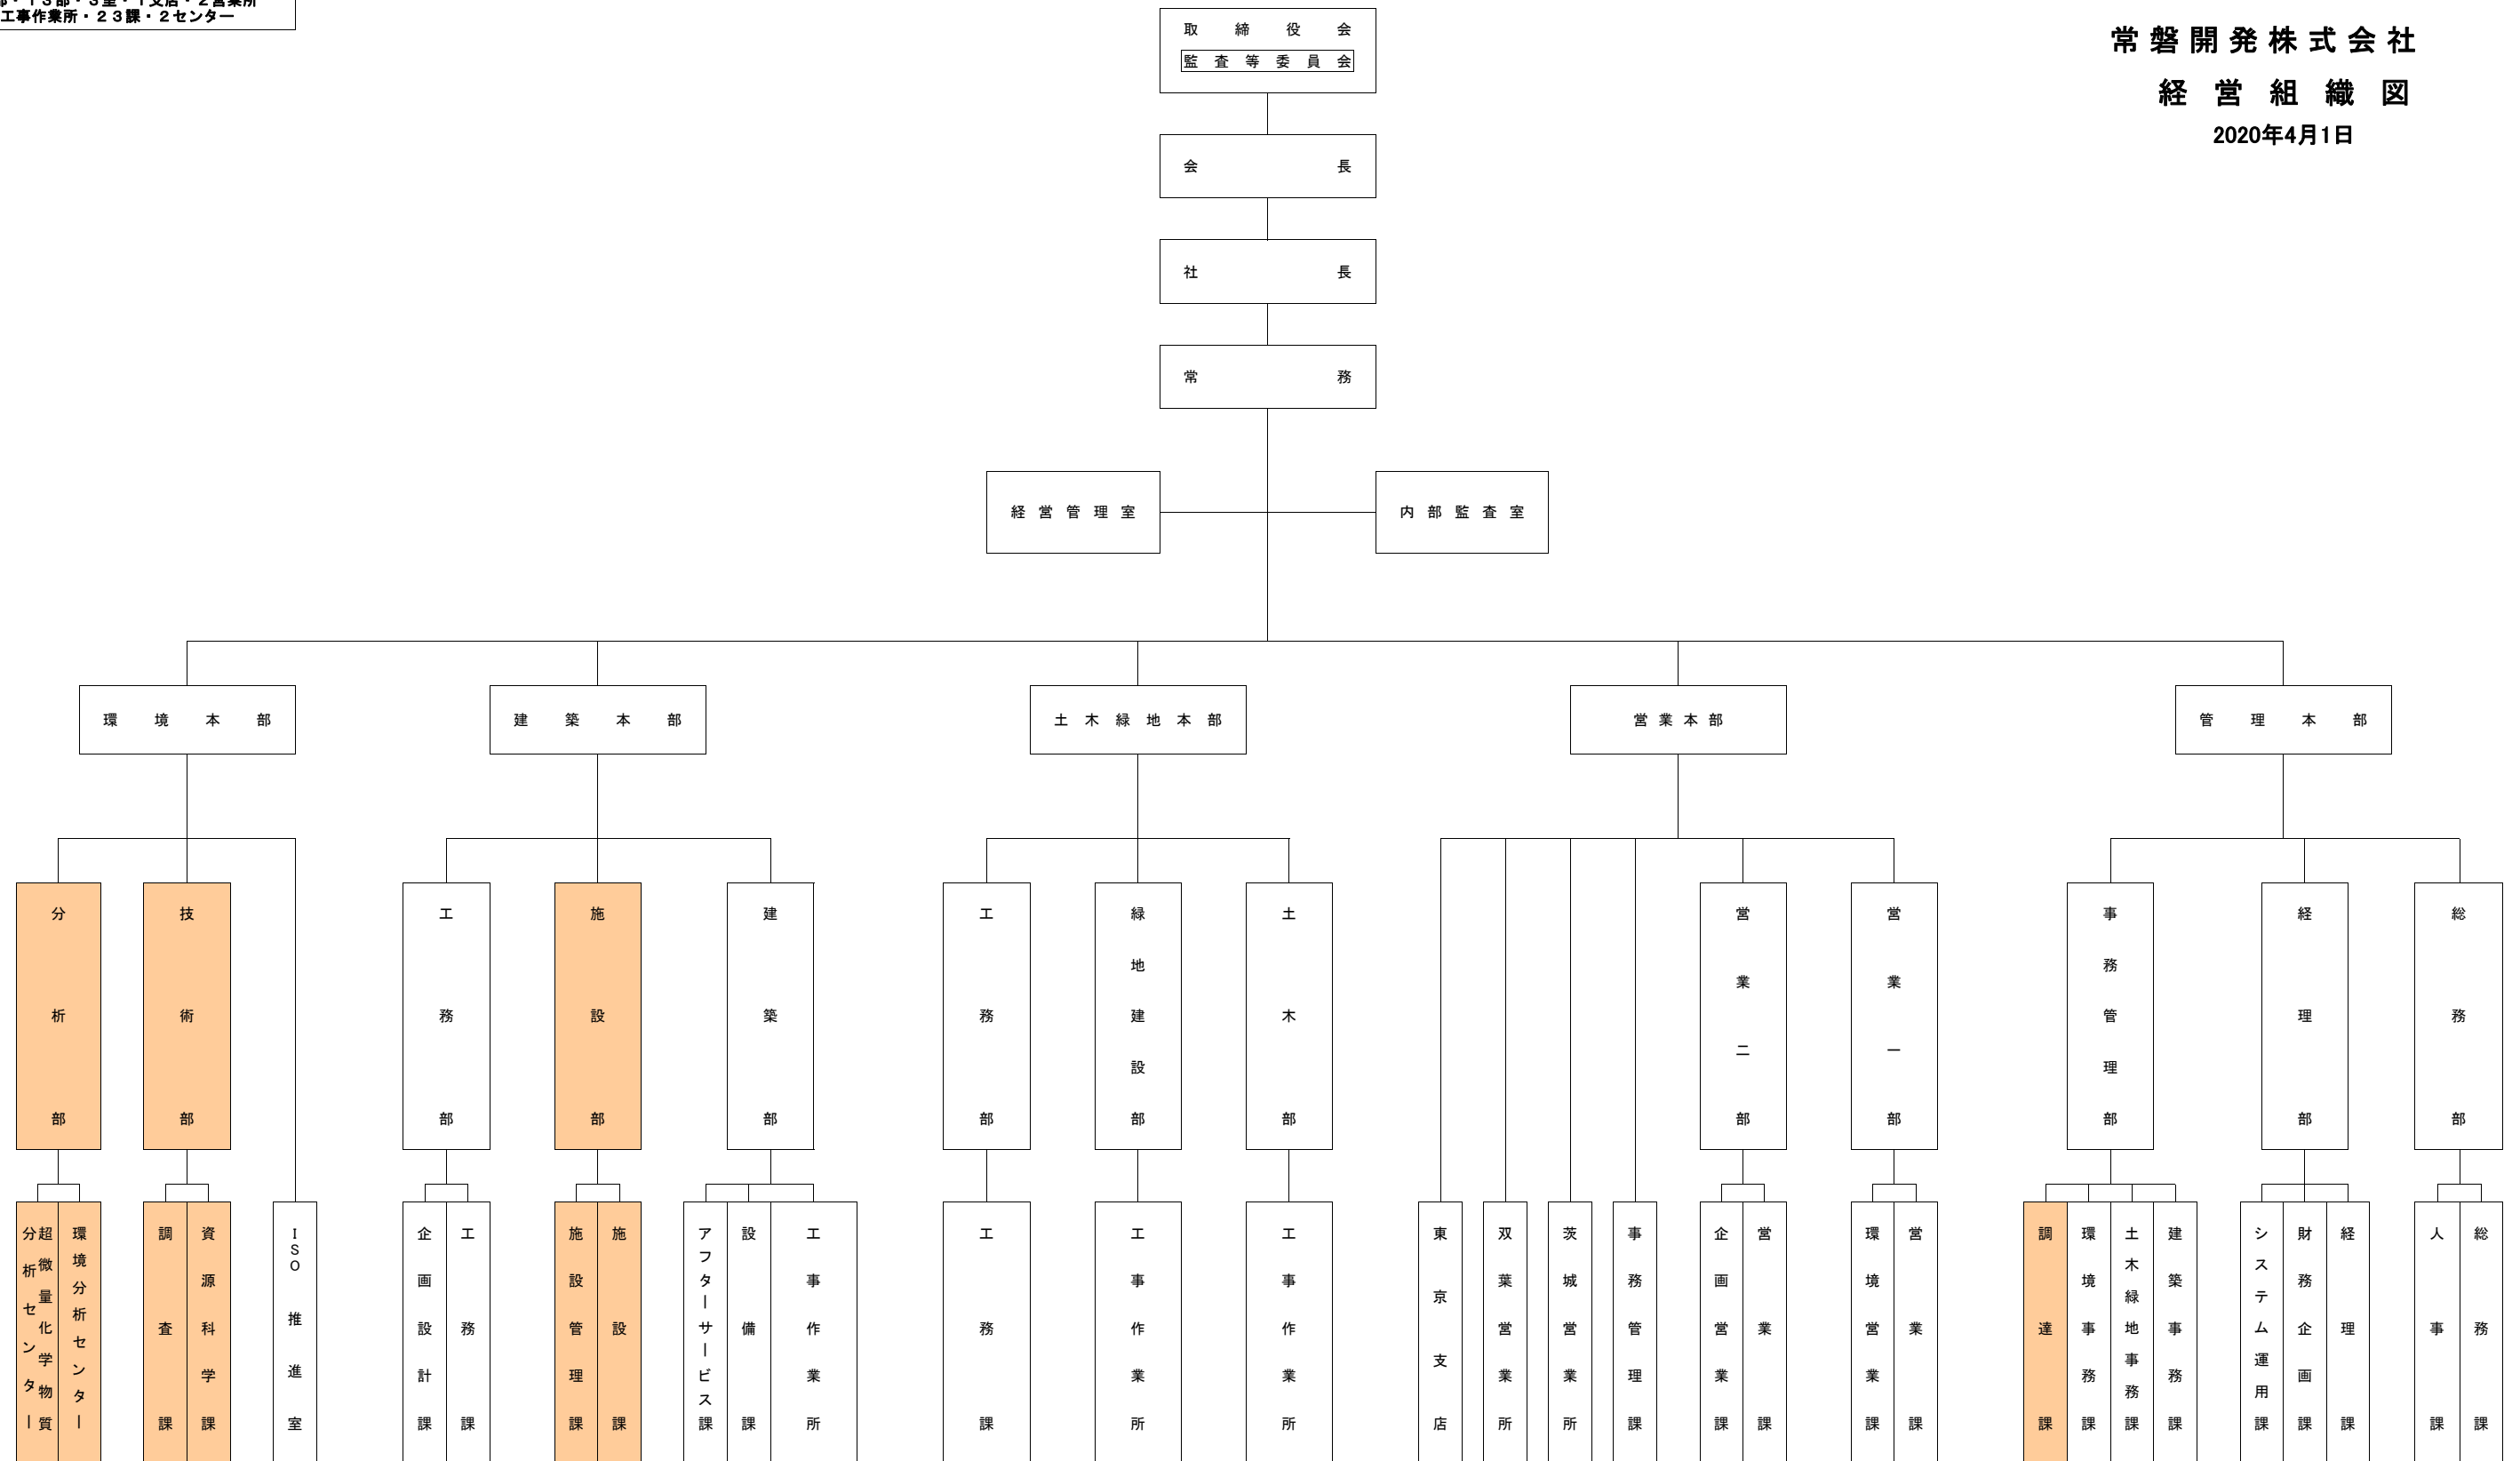 部・１３部・３室・１支店・２営業所
工事作業所・２３課・２センター
常磐開発株式会社
経営組織図
2020年4月1日
取締役会
監査等委員会
会長
社長
常務
経営管理室
内部監査室
環境本部
建築本部
土木緑地本部
営業本部
管理本部
分析部
技術部
工務部
施設部
建築部
工務部
緑地建設部
土木部
営業二部
営業一部
事務管理部
経理部
総務部
超微量化学物質
分析センター
環境分析センター
調査課
資源科学課
ISO推進室
企画設計課
工務課
施設管理課
施設課
アフターサービス課
設備課
工事作業所
工務課
工事作業所
工事作業所
東京支店
双葉営業所
茨城営業所
事務管理課
企画営業課
営業課
環境営業課
営業課
調達課
環境事務課
土木緑地事務課
建築事務課
システム運用課
財務企画課
経理課
人事課
総務課